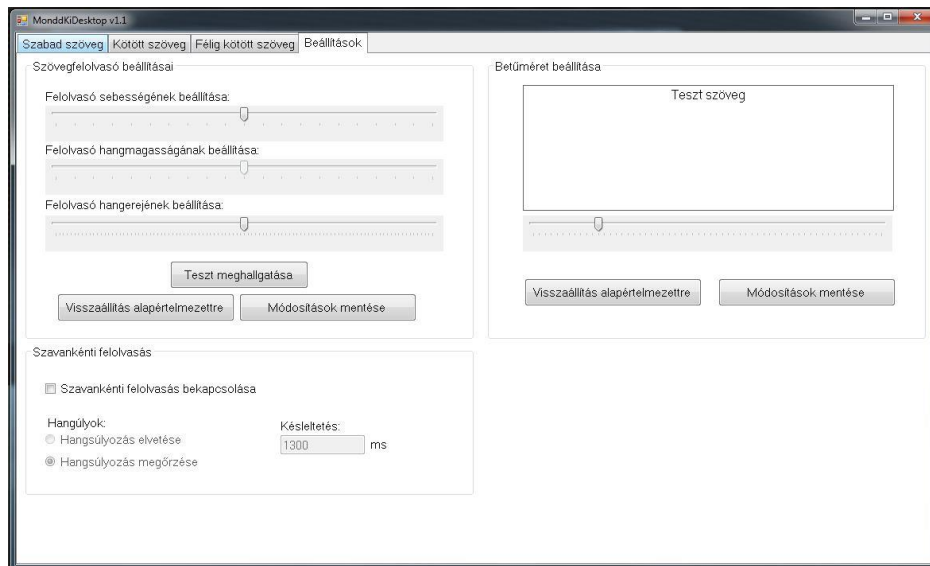 MonddKiDesktop v1.1
Szabad szöveg Kötött szöveg Félig kötött szöveg Beállítások
Szövegfelolvasó beállításai
Felolvasó sebességének beállítása:
Felolvasó hangmagasságának beállítása:
Felolvasó hangerejének beállítása:
Teszt meghallgatása
Visszaállítás alapértelmezettre Módosítások mentése
Betűméret beállítása
Teszt szöveg
Visszaállítás alapértelmezettre Módosítások mentése
Szavankénti felolvasás
Szavankénti felolvasás bekapcsolása
Hangúlyok:
Hangsúlyozás elvetése
Hangsúlyozás megőrzése
Késleltetés:
1300 ms